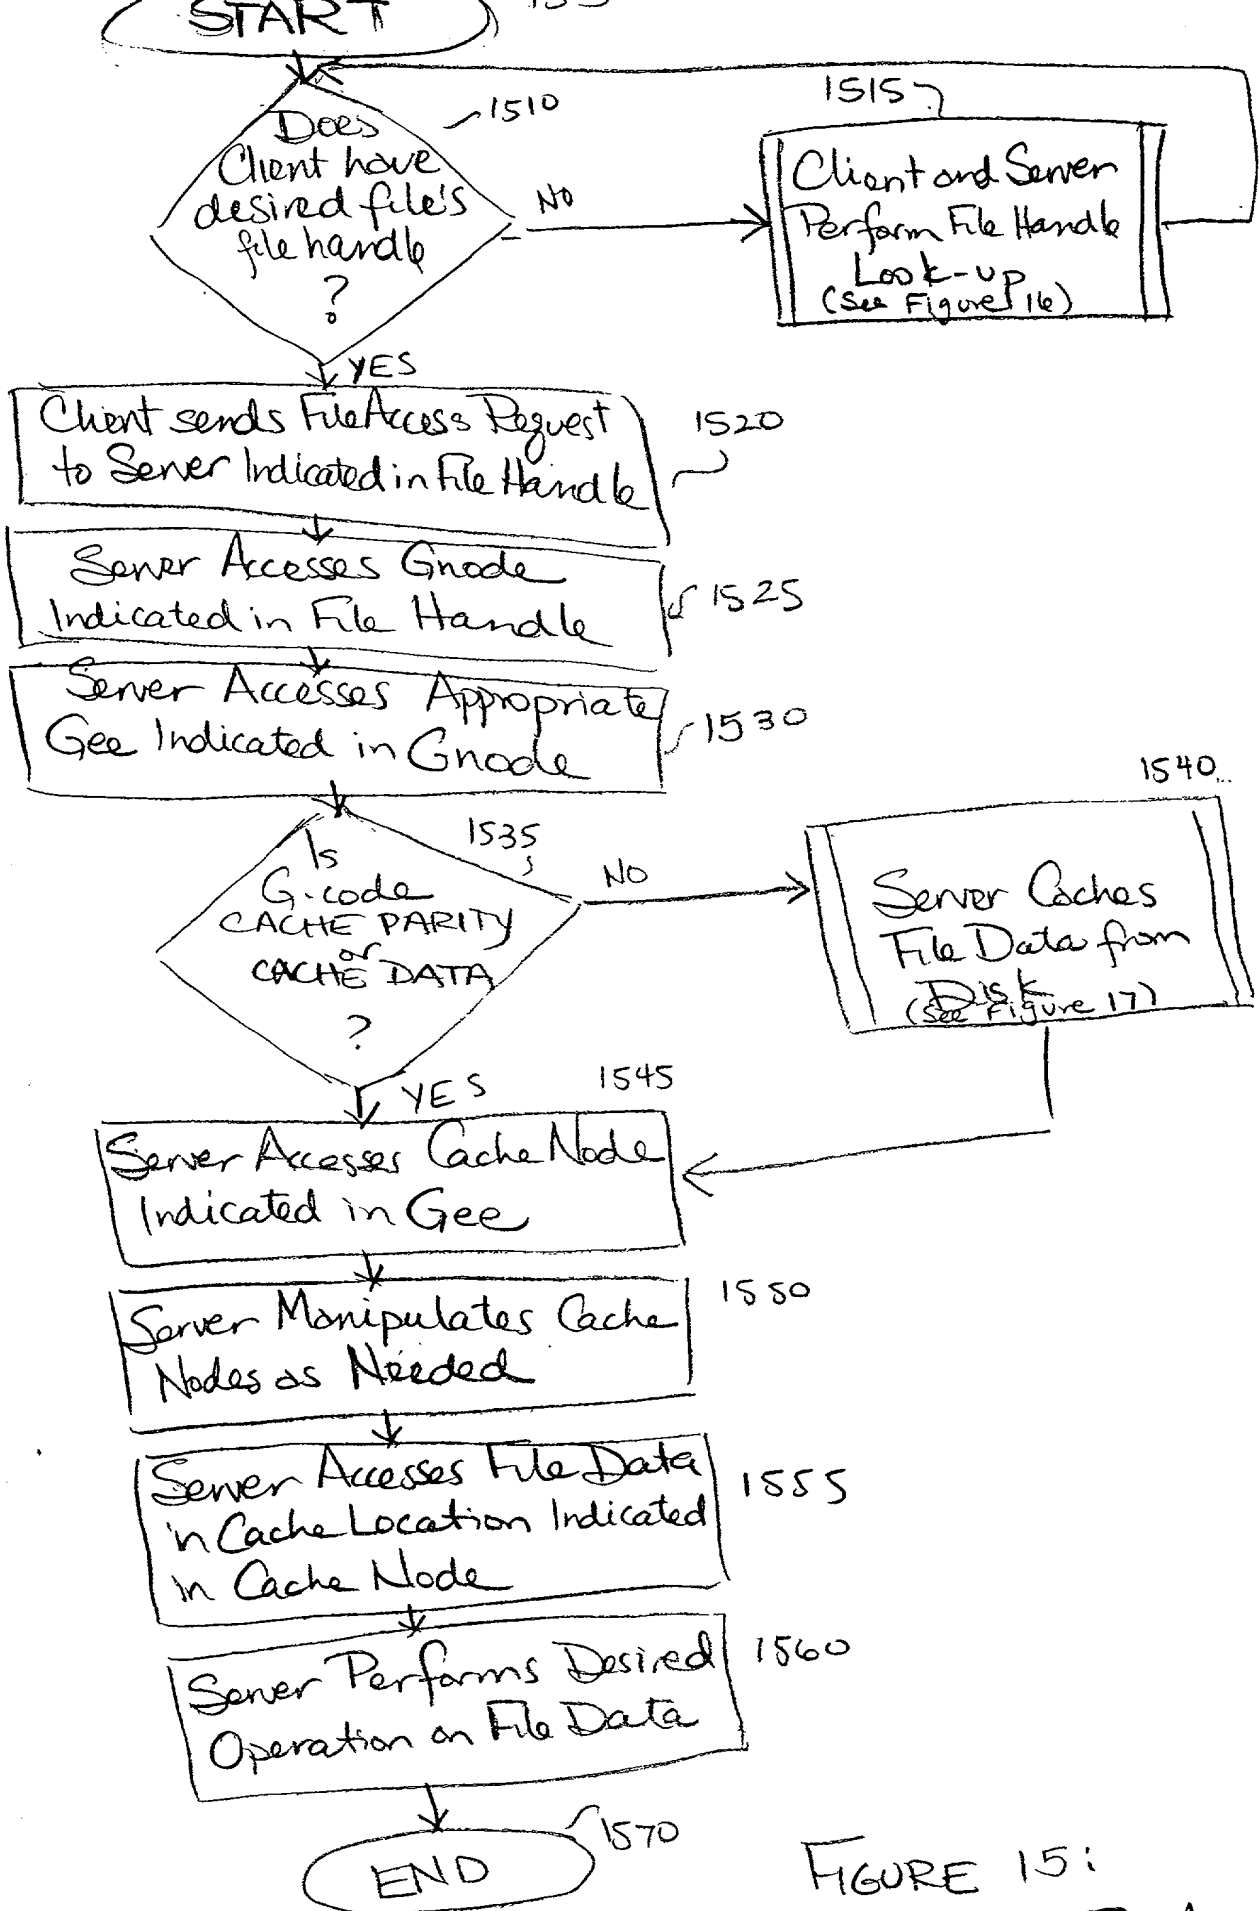 START
1510
Does
Client have
desired file's
file handle
?
NO
1515
Client and Server
Perform File Handle
Look-up
(See Figure 16)
YES
Client sends File Access Request
to Server Indicated in File Handle
1520
Server Accesses Gnode
Indicated in File Handle
1525
Server Accesses Appropriate
Gee Indicated in Gnode
1530
1535
Is
G-code
CACHE PARITY
or
CACHE DATA
?
NO
1540
Server Caches
File Data from
Disk
(See Figure 17)
YES
1545
Server Accesses Cache Node
Indicated in Gee
Server Manipulates Cache
Nodes as Needed
1550
Server Accesses File Data
in Cache Location Indicated
in Cache Node
1555
Server Performs Desired
Operation on File Data
1560
END
1570
FIGURE 15: